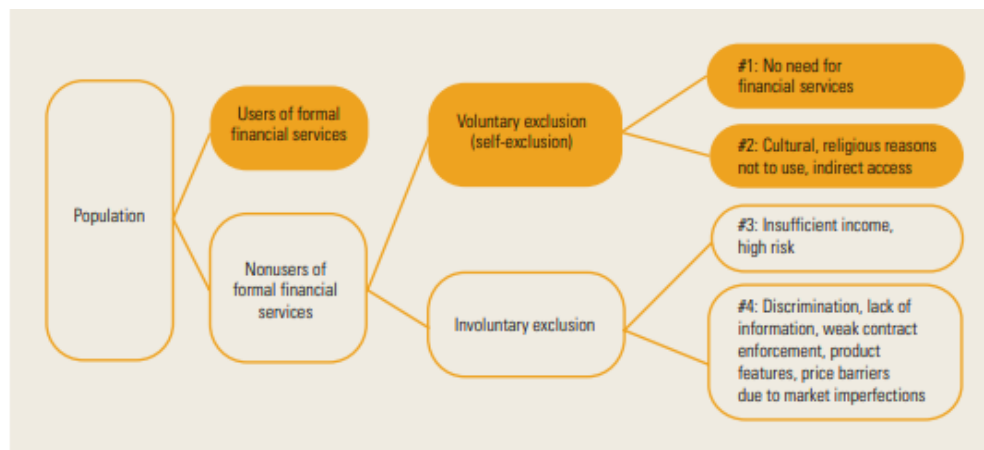 Population
Users of formal
financial services
Nonusers of
formal financial
services
Voluntary exclusion
(self-exclusion)
Involuntary exclusion
#1: No need for
financial services
#2: Cultural, religious reasons
not to use, indirect access
#3: Insufficient income,
high risk
#4: Discrimination, lack of
information, weak contract
enforcement, product
features, price barriers
due to market imperfections